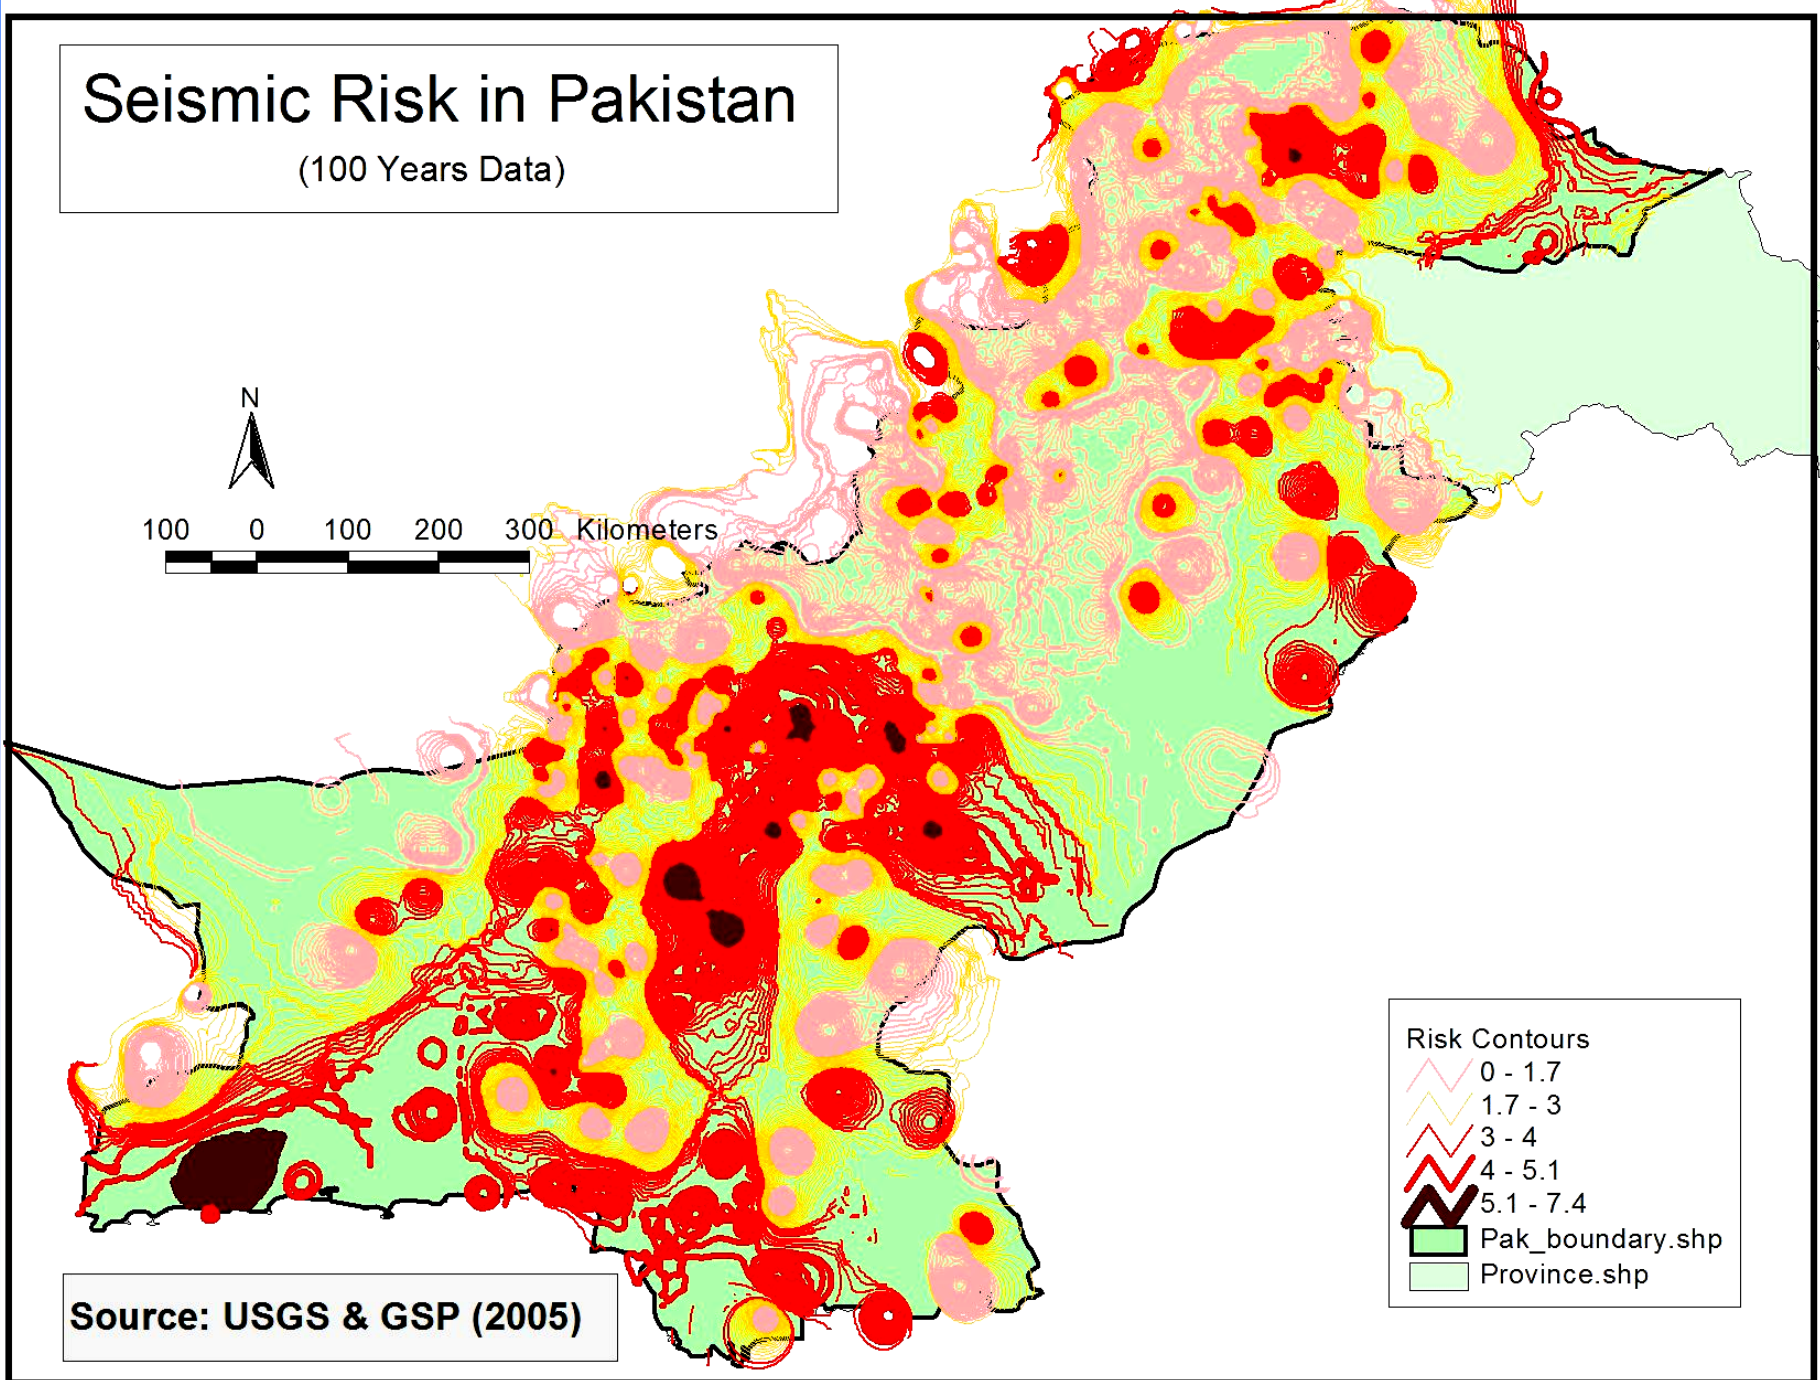 Seismic Risk in Pakistan
(100 Years Data)
N
100 0 100 200 300 Kilometers
Risk Contours
0 - 1.7
1.7 - 3
3 - 4
4 - 5.1
5.1 - 7.4
Pak_boundary.shp
Province.shp
Source: USGS & GSP (2005)